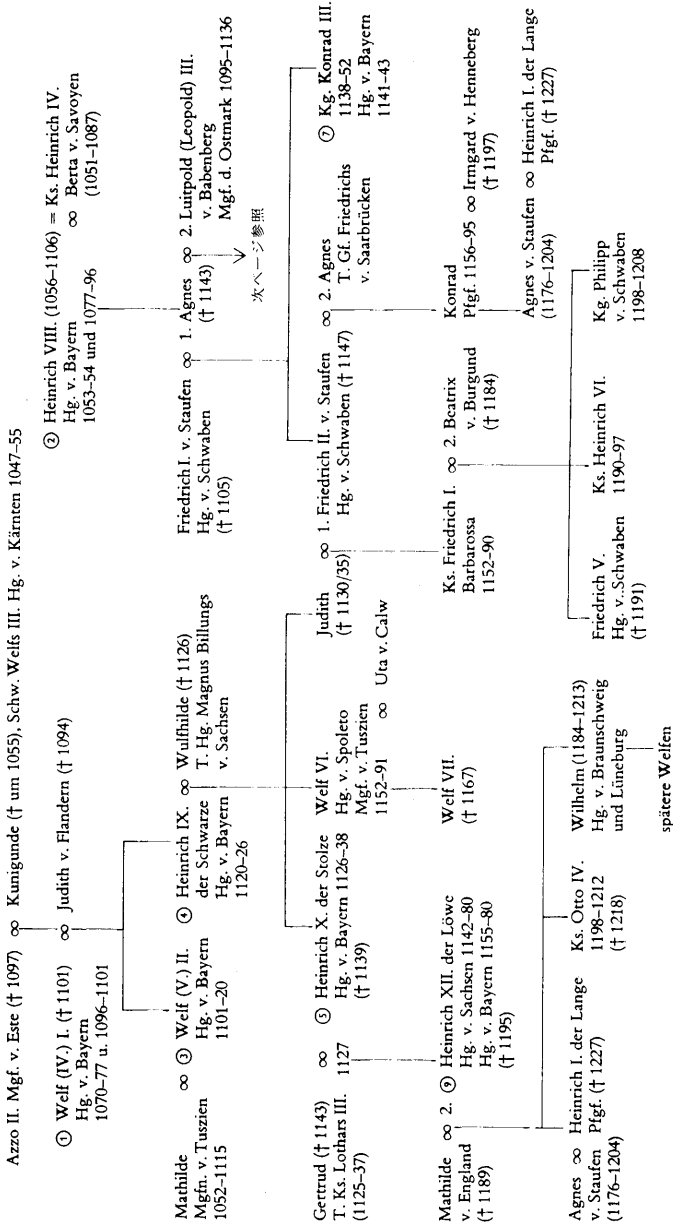 Azzo II. Mgf. v. Este († 1097) ∞ Kunigunde († um 1055), Schw. Welfs III. Hg. v. Kärnten 1047–55
① Welf (IV.) I. († 1101) ∞ Judith v. Flandern († 1094)
Hg. v. Bayern
1070–77 u. 1096–1101
② Heinrich VIII. (1056–1106) = Ks. Heinrich IV.
Hg. v. Bayern ∞ Berta v. Savoyen
1053–54 und 1077–96 (1051–1087)
Mathilde ∞ ③ Welf (V.) II.
Mgfn. v. Tuszien Hg. v. Bayern
1052–1115 1101–20
④ Heinrich IX. ∞ Wulfhilde († 1126)
der Schwarze T. Hg. Magnus Billungs
Hg. v. Bayern v. Sachsen
1120–26
Friedrich I. v. Staufen ∞ 1. Agnes ∞ 2. Luitpold (Leopold) III.
Hg. v. Schwaben († 1143) v. Babenberg
(† 1105) Mgf. d. Ostmark 1095–1136
次ページ参照
Gertrud († 1143) ∞ ⑤ Heinrich X. der Stolze
T. Ks. Lothars III. 1127 Hg. v. Bayern 1126–38
(1125–37) († 1139)
Welf VI.
Hg. v. Spoleto
Mgf. v. Tuszien
1152–91 ∞ Uta v. Calw
Judith ∞ 1. Friedrich II. v. Staufen ∞ 2. Agnes
(† 1130/35) Hg. v. Schwaben († 1147) T. Gf. Friedrichs
v. Saarbrücken
⑦ Kg. Konrad III.
1138–52
Hg. v. Bayern
1141–43
Mathilde ∞ 2. ⑨ Heinrich XII. der Löwe
v. England Hg. v. Sachsen 1142–80
(† 1189) Hg. v. Bayern 1155–80
(† 1195)
Welf VII.
(† 1167)
Ks. Friedrich I. ∞ 2. Beatrix
Barbarossa v. Burgund
1152–90 († 1184)
Konrad
Pfgf. 1156–95 ∞ Irmgard v. Henneberg
(† 1197)
Agnes v. Staufen ∞ Heinrich I. der Lange
(1176–1204) Pfgf. († 1227)
Agnes ∞ Heinrich I. der Lange
v. Staufen Pfgf. († 1227)
(1176–1204)
Ks. Otto IV.
1198–1212
(† 1218)
Wilhelm (1184–1213)
Hg. v. Braunschweig
und Lüneburg
spätere Welfen
Friedrich V.
Hg. v. Schwaben
(† 1191)
Ks. Heinrich VI.
1190–97
Kg. Philipp
v. Schwaben
1198–1208